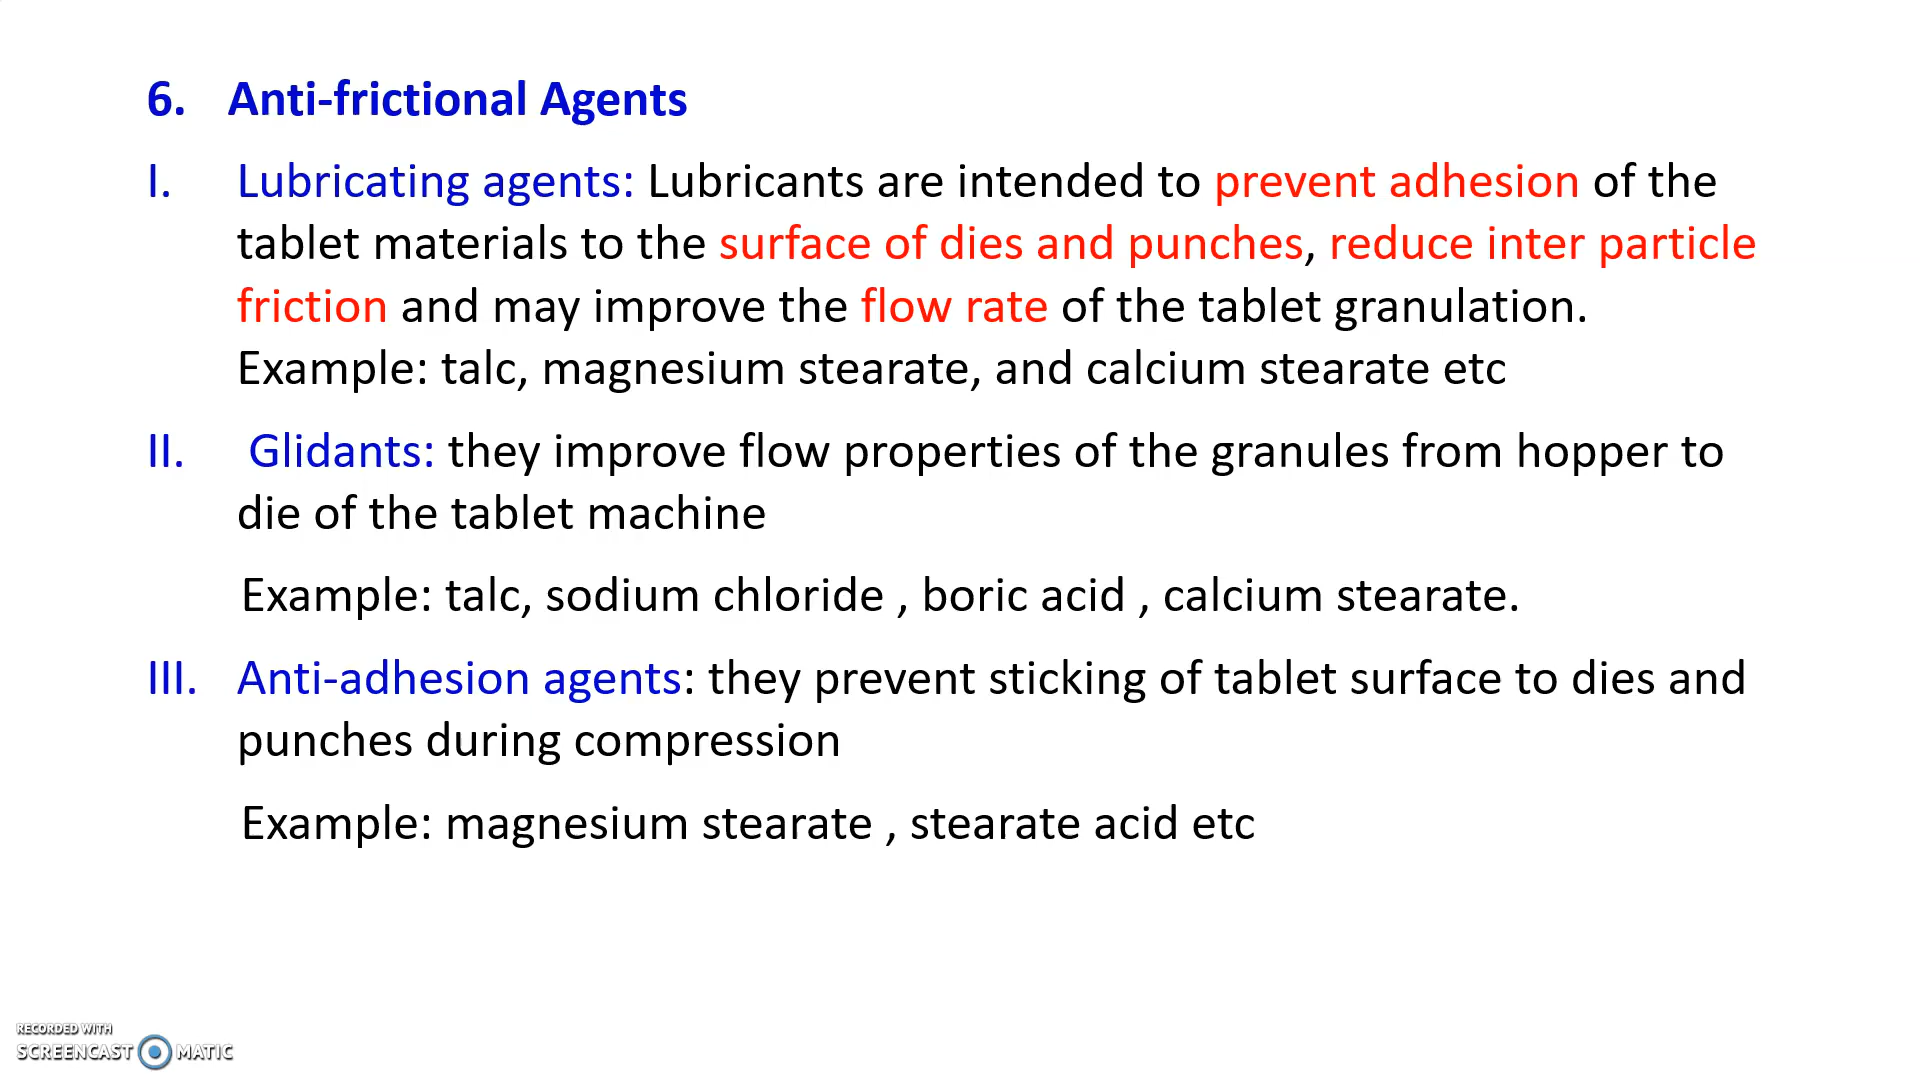 6. Anti-frictional Agents
I. Lubricating agents: Lubricants are intended to prevent adhesion of the
tablet materials to the surface of dies and punches, reduce inter particle
friction and may improve the flow rate of the tablet granulation.
Example: talc, magnesium stearate, and calcium stearate etc
II. Glidants: they improve flow properties of the granules from hopper to
die of the tablet machine
Example: talc, sodium chloride , boric acid , calcium stearate.
III. Anti-adhesion agents: they prevent sticking of tablet surface to dies and
punches during compression
Example: magnesium stearate , stearate acid etc
RECORDED WITH
SCREENCAST MATIC